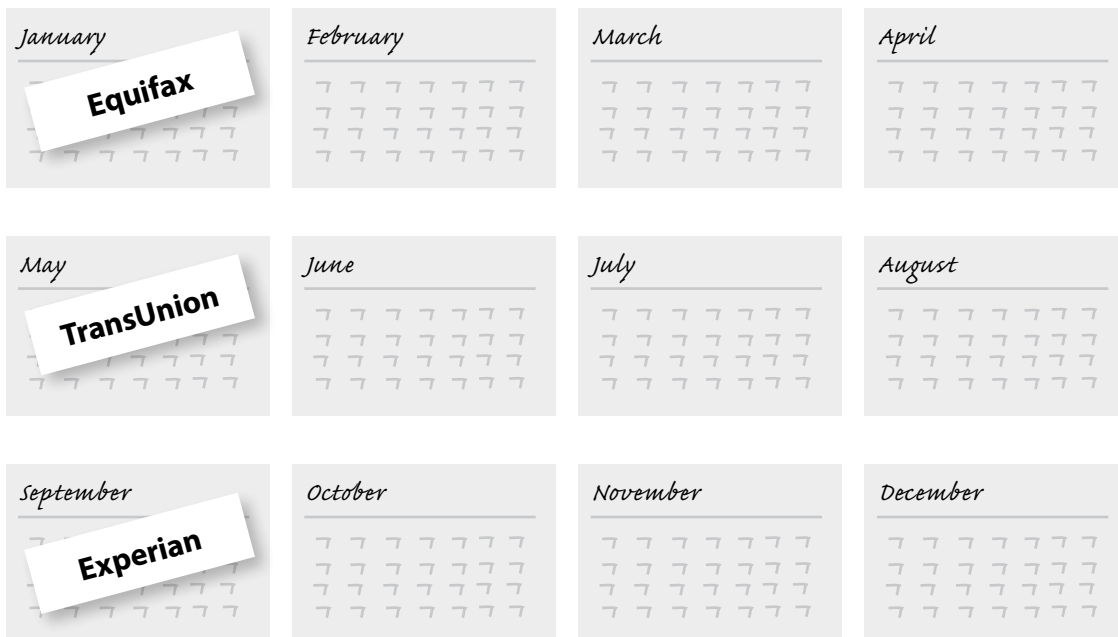 January
Equifax
February
March
April
May
TransUnion
June
July
August
September
Experian
October
November
December